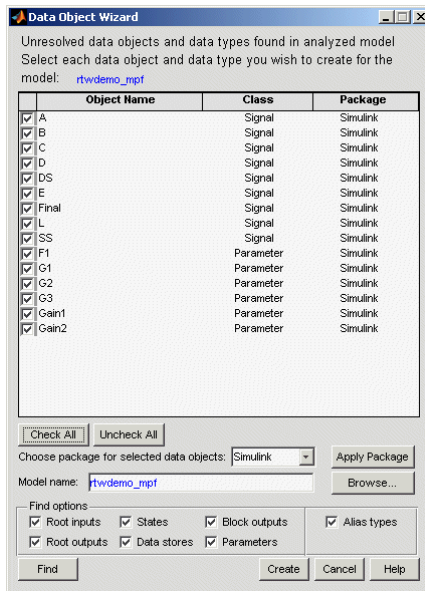 Data Object Wizard
Unresolved data objects and data types found in analyzed model
Select each data object and data type you wish to create for the
model: rtwdemo_mpf
Object Name Class Package
A Signal Simulink
B Signal Simulink
C Signal Simulink
D Signal Simulink
DS Signal Simulink
E Signal Simulink
Final Signal Simulink
L Signal Simulink
SS Signal Simulink
F1 Parameter Simulink
G1 Parameter Simulink
G2 Parameter Simulink
G3 Parameter Simulink
Gain1 Parameter Simulink
Gain2 Parameter Simulink
Check All Uncheck All
Choose package for selected data objects: Simulink Apply Package
Model name: rtwdemo_mpf Browse...
Find options
Root inputs States Block outputs Alias types
Root outputs Data stores Parameters
Find Create Cancel Help